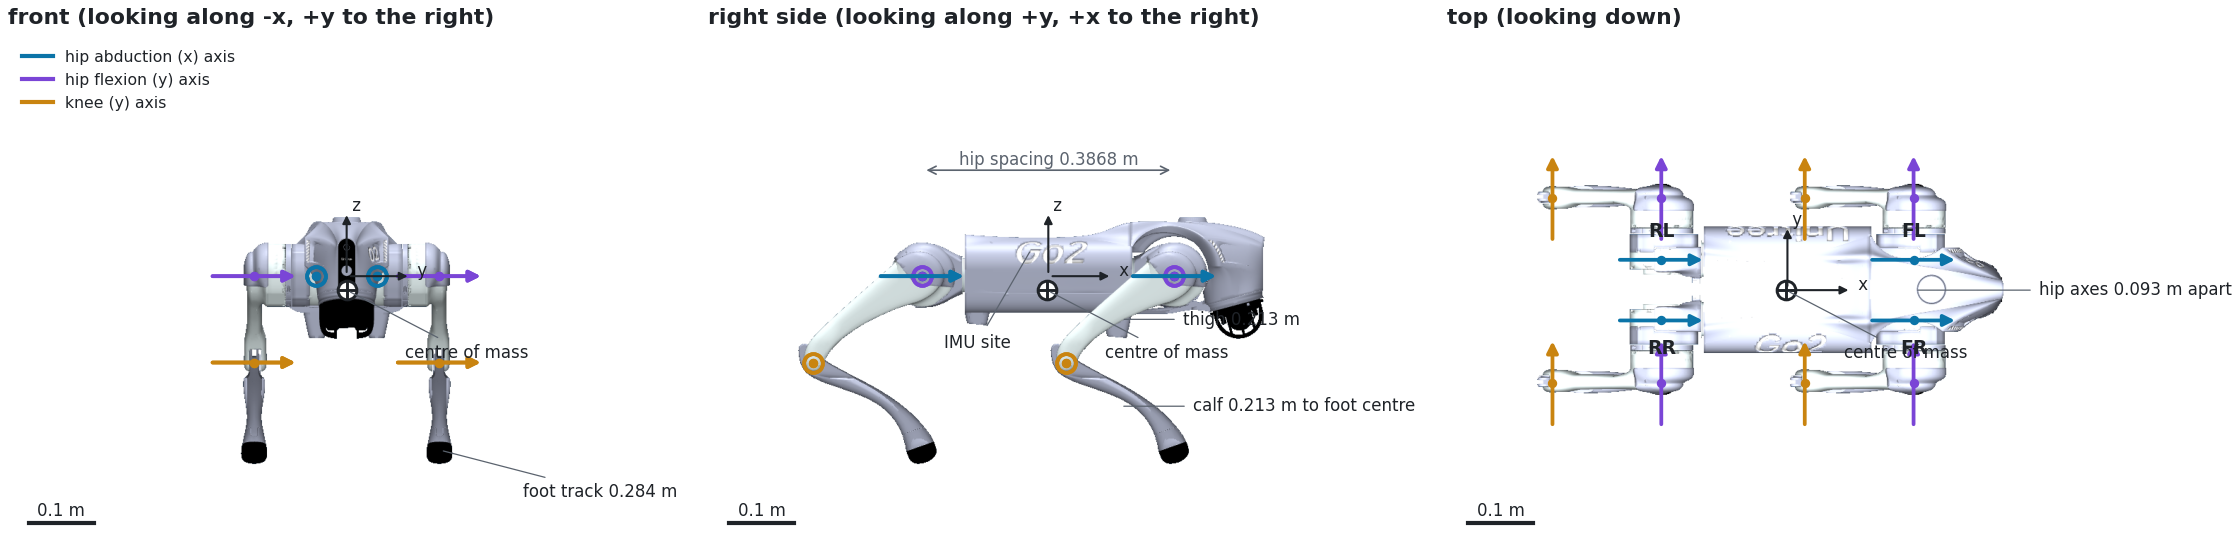 front (looking along -x, +y to the right)
hip abduction (x) axis
hip flexion (y) axis
knee (y) axis
z
y
centre of mass
foot track 0.284 m
0.1 m
right side (looking along +y, +x to the right)
hip spacing 0.3868 m
z
Go2
x
thigh 0.213 m
IMU site
centre of mass
calf 0.213 m to foot centre
0.1 m
top (looking down)
y
Unitree
RL
FL
x
hip axes 0.093 m apart
Go2
RR
FR
centre of mass
0.1 m